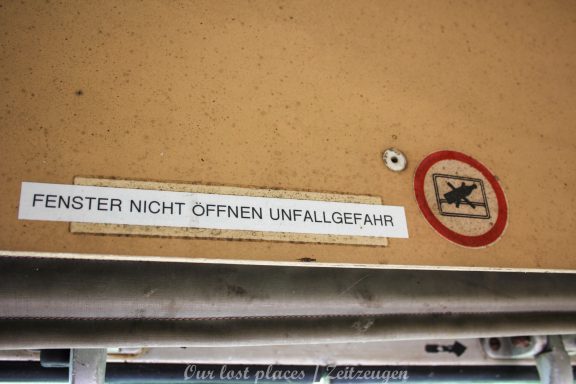 FENSTER NICHT ÖFFNEN UNFALLGEFAHR
Our lost places | Zeitzeugen